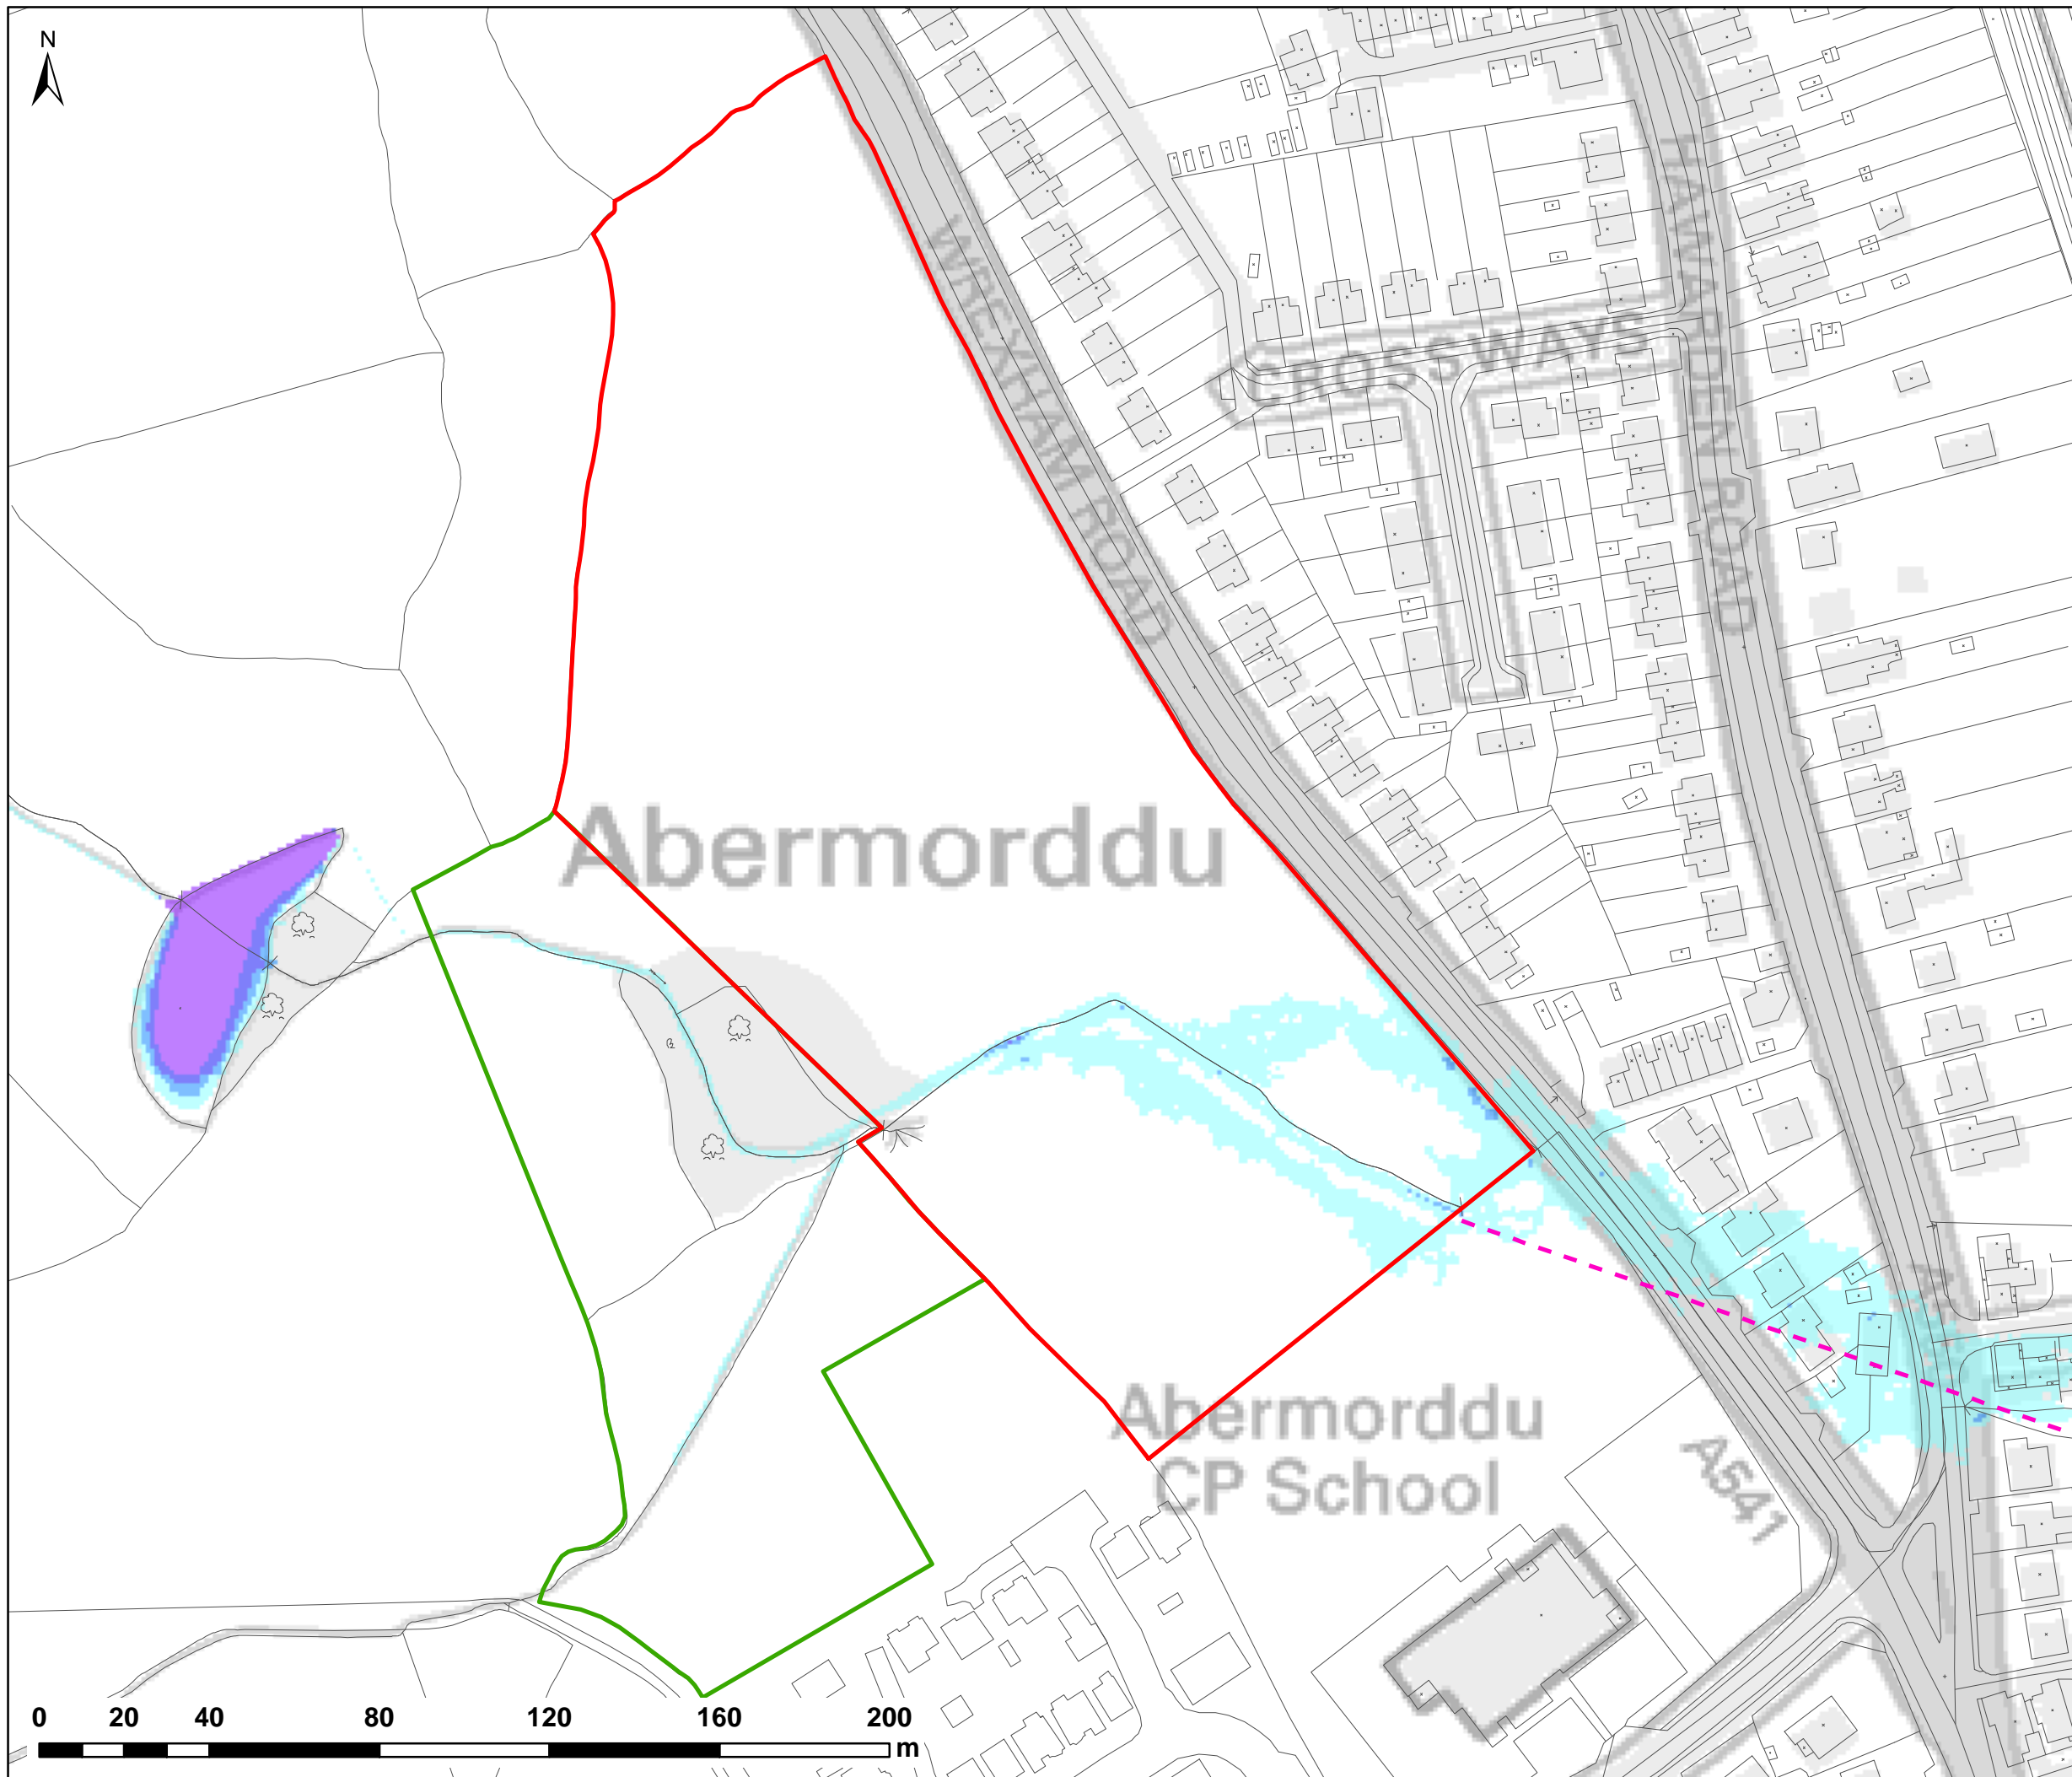 N
WREXHAM ROAD
HAWARDEN ROAD
CROSSWAYS
Abermorddu
Abermorddu
CP School
A541
0 20 40 80 120 160 200
m